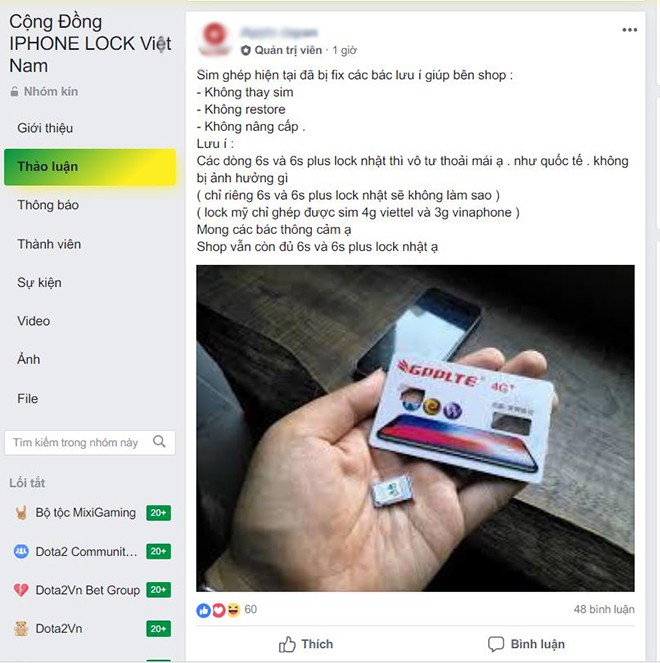 Cộng Đồng
IPHONE LOCK Việt
Nam
Nhóm kín
Giới thiệu
Thảo luận
Thông báo
Thành viên
Sự kiện
Video
Ảnh
File
Tìm kiếm trong nhóm này
Lối tắt
Bộ tộc MixiGaming 20+
Dota2 Communit... 20+
Dota2Vn Bet Group 20+
Dota2Vn 20+
Quản trị viên · 1 giờ
Sim ghép hiện tại đã bị fix các bác lưu í giúp bên shop :
- Không thay sim
- Không restore
- Không nâng cấp .
Lưu í :
Các dòng 6s và 6s plus lock nhật thì vô tư thoải mái ạ . như quốc tế . không
bị ảnh hưởng gì
( chỉ riêng 6s và 6s plus lock nhật sẽ không làm sao )
( lock mỹ chỉ ghép được sim 4g viettel và 3g vinaphone )
Mong các bác thông cảm ạ
Shop vẫn còn đủ 6s và 6s plus lock nhật ạ
GPPLTE 4G+
60
48 bình luận
Thích
Bình luận